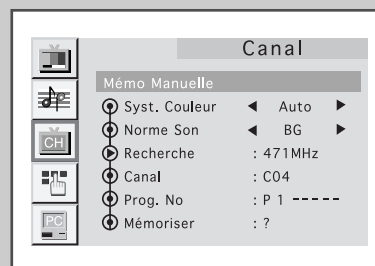 Canal
Mémo Manuelle
Syst. Couleur ◀ Auto ▶
Norme Son ◀ BG ▶
Recherche : 471MHz
CH
Canal : C04
Prog. No : P 1 -----
Mémoriser : ?
PC